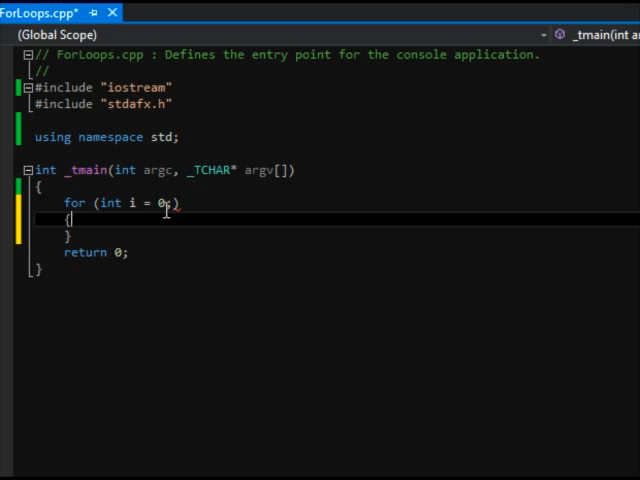 ForLoops.cpp*
(Global Scope)
_tmain(int ar
// ForLoops.cpp : Defines the entry point for the console application.
//
#include "iostream"
#include "stdafx.h"
using namespace std;
int _tmain(int argc, _TCHAR* argv[])
{
for (int i = 0;)
{
}
return 0;
}